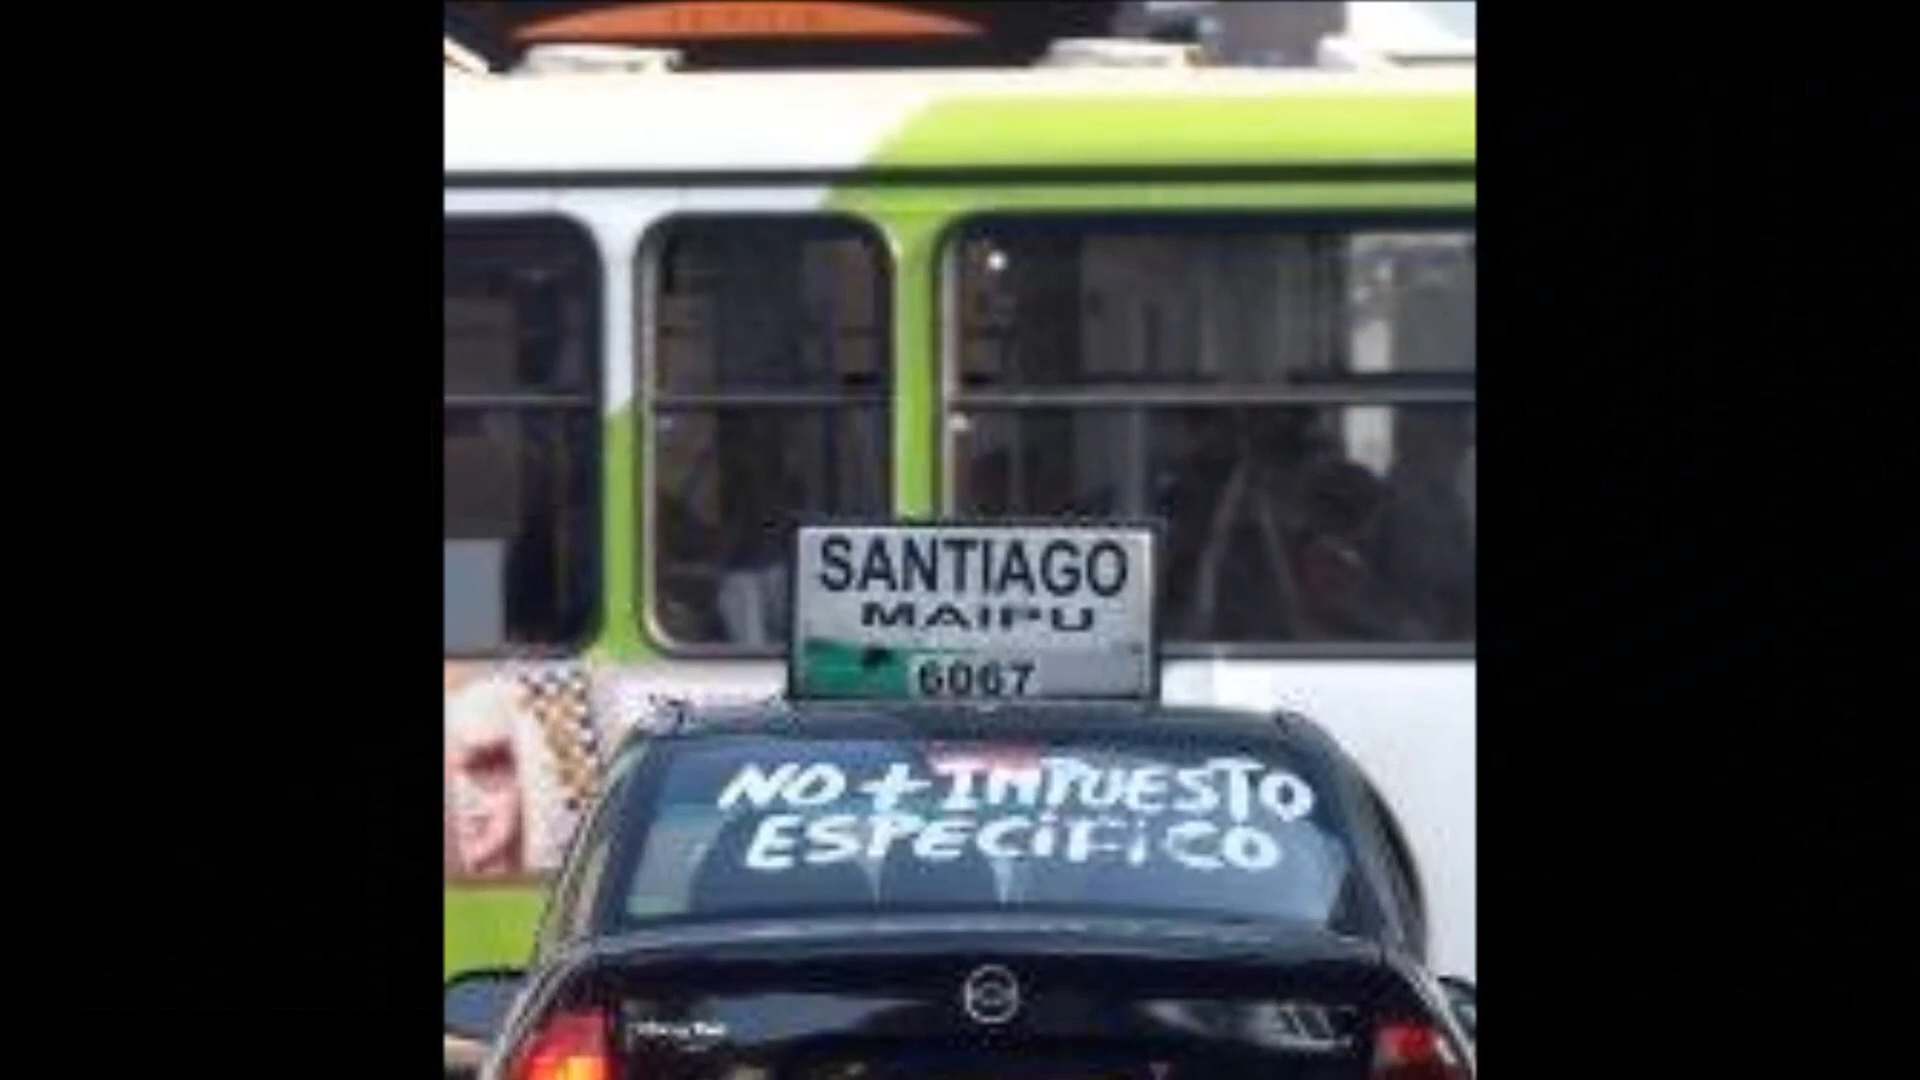 SANTIAGO
MAIPU
6067
NO + IMPUESTO
ESPECIFICO